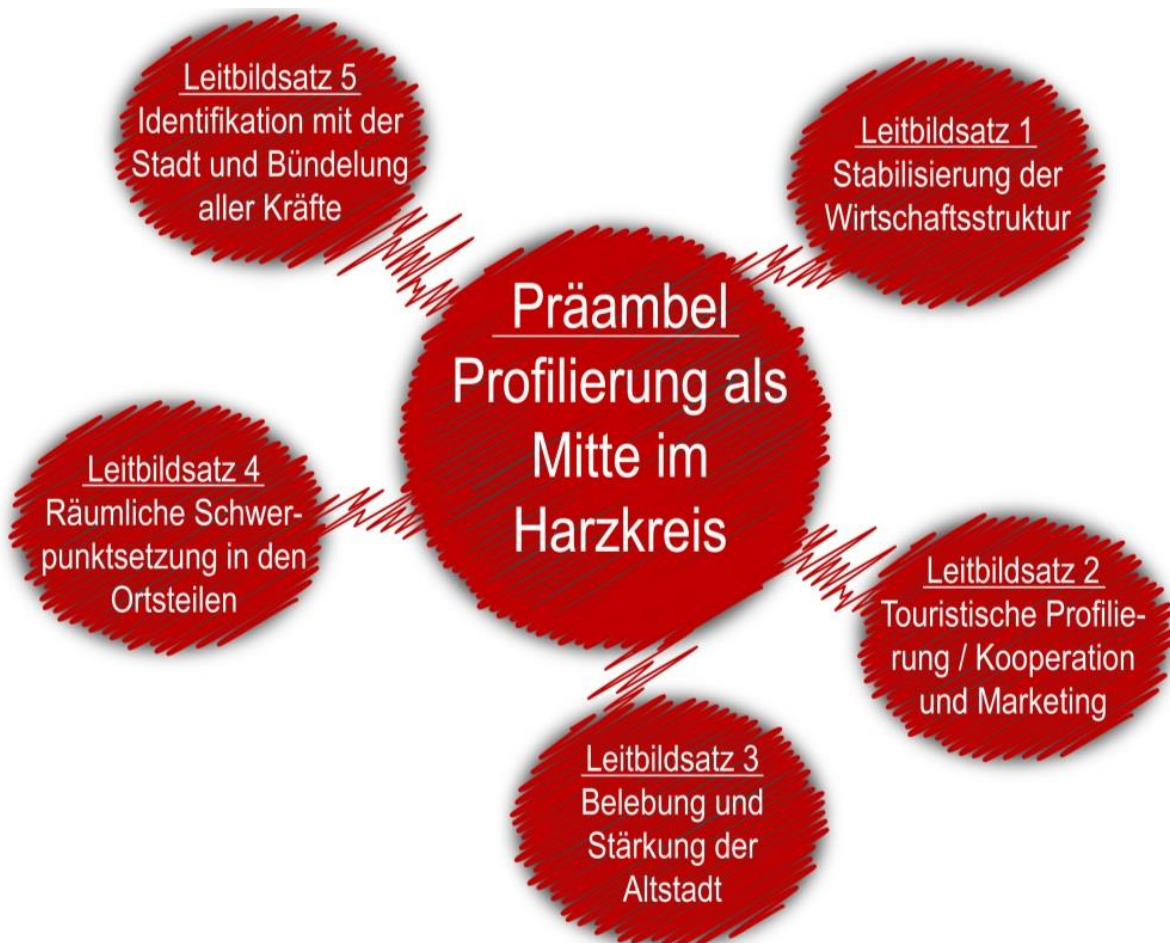 Leitbildsatz 5
Identifikation mit der
Stadt und Bündelung
aller Kräfte
Leitbildsatz 1
Stabilisierung der
Wirtschaftsstruktur
Präambel
Profilierung als
Mitte im
Harzkreis
Leitbildsatz 4
Räumliche Schwer-
punktsetzung in den
Ortsteilen
Leitbildsatz 2
Touristische Profilie-
rung / Kooperation
und Marketing
Leitbildsatz 3
Belebung und
Stärkung der
Altstadt